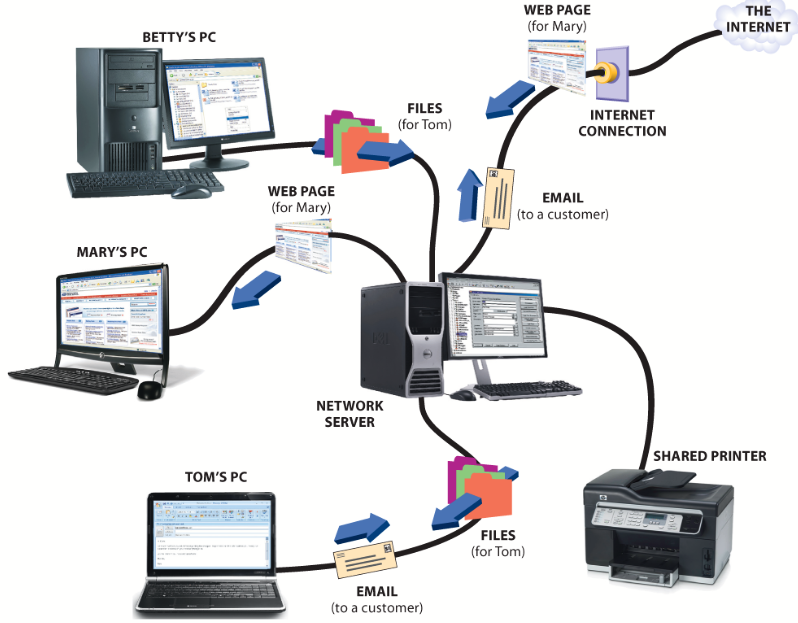 THE
INTERNET
WEB PAGE
(for Mary)
BETTY'S PC
FILES
(for Tom)
INTERNET
CONNECTION
WEB PAGE
(for Mary)
EMAIL
(to a customer)
MARY'S PC
NETWORK
SERVER
SHARED PRINTER
TOM'S PC
FILES
(for Tom)
EMAIL
(to a customer)